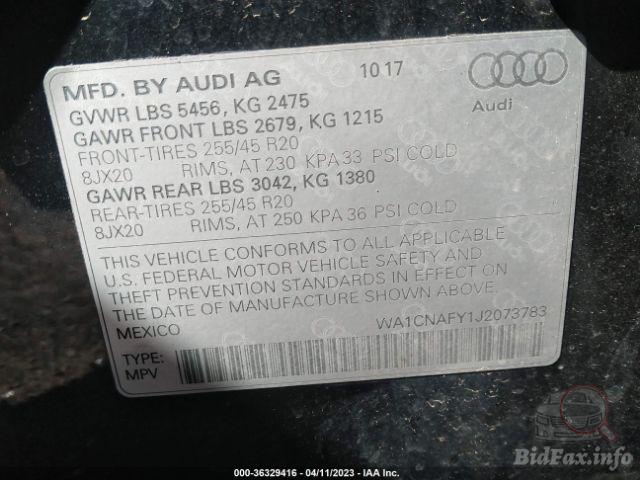 MFD. BY AUDI AG 10 17
GVWR LBS 5456, KG 2475
GAWR FRONT LBS 2679, KG 1215
FRONT-TIRES 255/45 R20
8JX20 RIMS, AT 230 KPA 33 PSI COLD
GAWR REAR LBS 3042, KG 1380
REAR-TIRES 255/45 R20
8JX20 RIMS, AT 250 KPA 36 PSI COLD
Audi
THIS VEHICLE CONFORMS TO ALL APPLICABLE
U.S. FEDERAL MOTOR VEHICLE SAFETY AND
THEFT PREVENTION STANDARDS IN EFFECT ON
THE DATE OF MANUFACTURE SHOWN ABOVE.
MEXICO WA1CNAFY1J2073783
TYPE:
MPV
BidFax.info
000-36329416 - 04/11/2023 - IAA Inc.